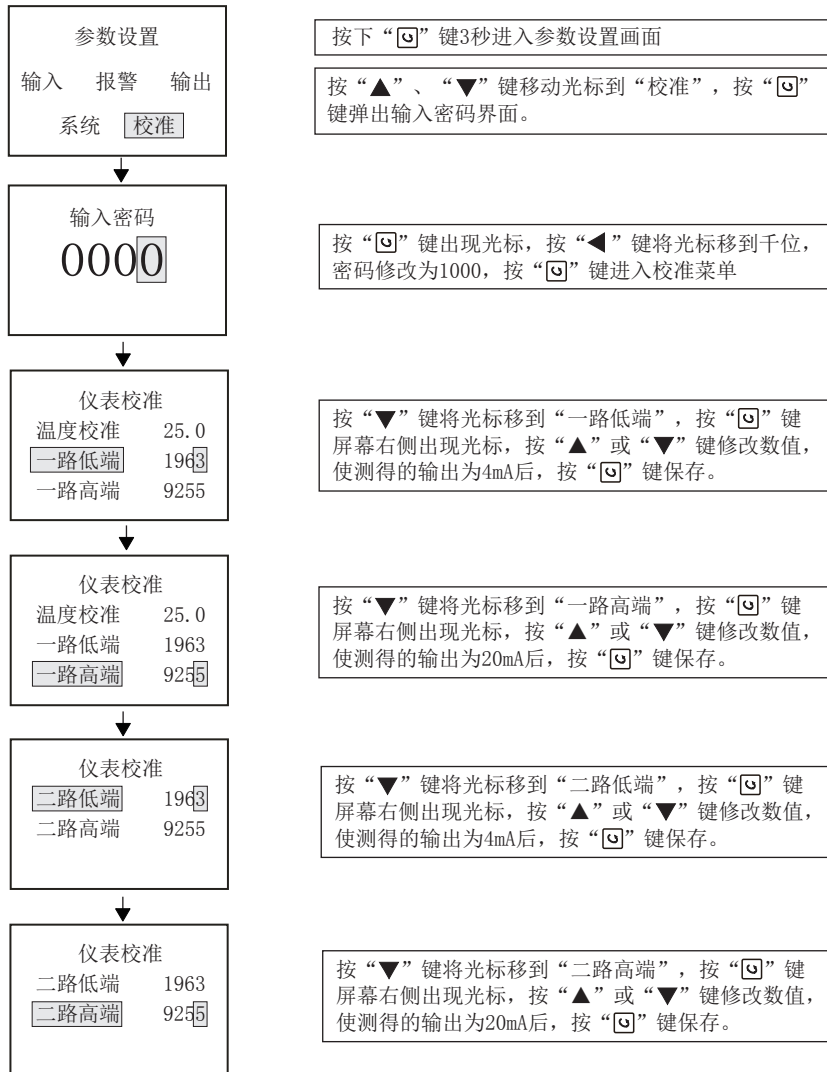 参数设置
输入 报警 输出
系统 校准
按下“”键3秒进入参数设置画面
按“▲”、“▼”键移动光标到“校准”，按“”
键弹出输入密码界面。
输入密码
0000
按“”键出现光标，按“◀”键将光标移到千位，
密码修改为1000，按“”键进入校准菜单
仪表校准
温度校准 25.0
一路低端 1963
一路高端 9255
按“▼”键将光标移到“一路低端”，按“”键
屏幕右侧出现光标，按“▲”或“▼”键修改数值，
使测得的输出为4mA后，按“”键保存。
仪表校准
温度校准 25.0
一路低端 1963
一路高端 9255
按“▼”键将光标移到“一路高端”，按“”键
屏幕右侧出现光标，按“▲”或“▼”键修改数值，
使测得的输出为20mA后，按“”键保存。
仪表校准
二路低端 1963
二路高端 9255
按“▼”键将光标移到“二路低端”，按“”键
屏幕右侧出现光标，按“▲”或“▼”键修改数值，
使测得的输出为4mA后，按“”键保存。
仪表校准
二路低端 1963
二路高端 9255
按“▼”键将光标移到“二路高端”，按“”键
屏幕右侧出现光标，按“▲”或“▼”键修改数值，
使测得的输出为20mA后，按“”键保存。